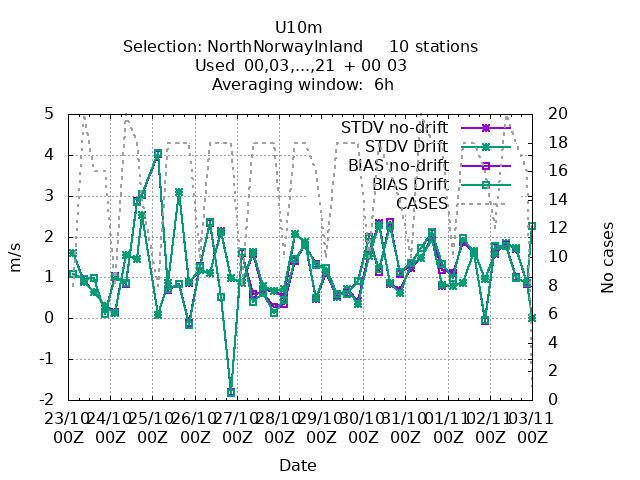 U10m
Selection: NorthNorwayInland 10 stations
Used 00,03,...,21 + 00 03
Averaging window: 6h
STDV no-drift
STDV Drift
BIAS no-drift
BIAS Drift
CASES
5
4
3
2
1
0
-1
-2
m/s
20
18
16
14
12
10
8
6
4
2
0
No cases
23/10 24/10 25/10 26/10 27/10 28/10 29/10 30/10 31/10 01/11 02/11 03/11
00Z 00Z 00Z 00Z 00Z 00Z 00Z 00Z 00Z 00Z 00Z 00Z
Date